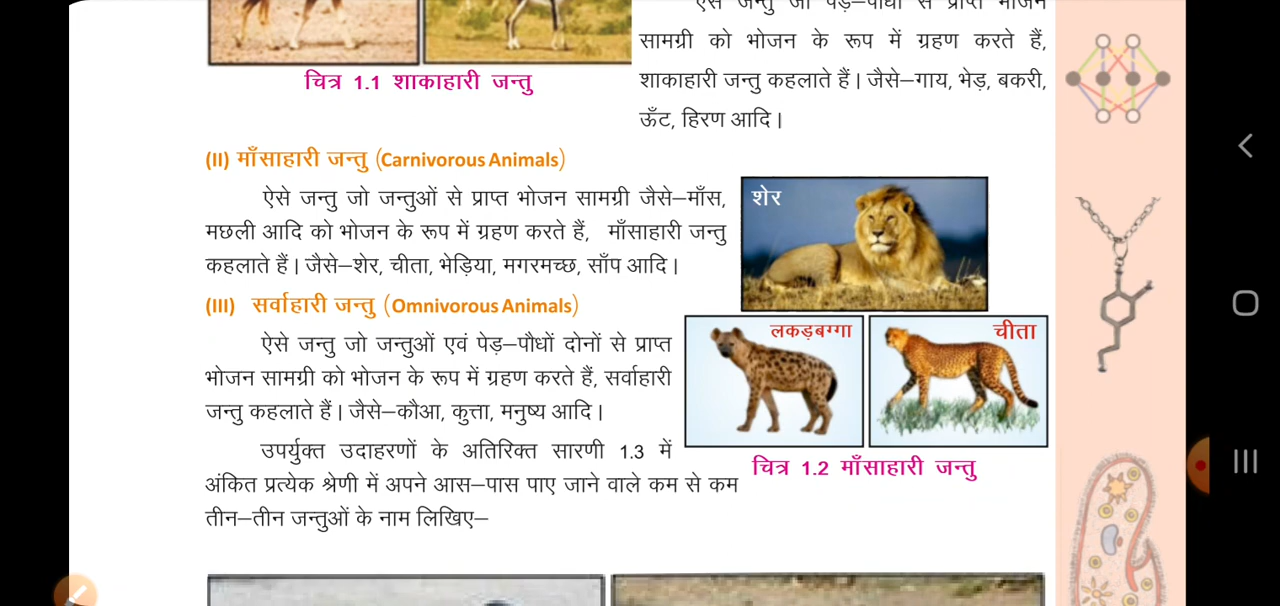 ऐसे जन्तु जो पेड़–पौधों से प्राप्त भोजन
सामग्री को भोजन के रूप में ग्रहण करते हैं,
शाकाहारी जन्तु कहलाते हैं। जैसे–गाय, भेड़, बकरी,
ऊँट, हिरण आदि।
चित्र 1.1 शाकाहारी जन्तु
(II) माँसाहारी जन्तु (Carnivorous Animals)
ऐसे जन्तु जो जन्तुओं से प्राप्त भोजन सामग्री जैसे–माँस,
मछली आदि को भोजन के रूप में ग्रहण करते हैं, माँसाहारी जन्तु
कहलाते हैं। जैसे–शेर, चीता, भेड़िया, मगरमच्छ, साँप आदि।
शेर
(III) सर्वाहारी जन्तु (Omnivorous Animals)
ऐसे जन्तु जो जन्तुओं एवं पेड़–पौधों दोनों से प्राप्त
भोजन सामग्री को भोजन के रूप में ग्रहण करते हैं, सर्वाहारी
जन्तु कहलाते हैं। जैसे–कौआ, कुत्ता, मनुष्य आदि।
लकड़बग्गा
चीता
चित्र 1.2 माँसाहारी जन्तु
उपर्युक्त उदाहरणों के अतिरिक्त सारणी 1.3 में
अंकित प्रत्येक श्रेणी में अपने आस–पास पाए जाने वाले कम से कम
तीन–तीन जन्तुओं के नाम लिखिए–